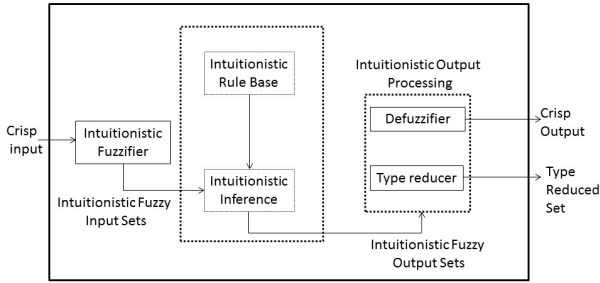 Intuitionistic
Rule Base
Intuitionistic Output
Processing
Defuzzifier
Crisp
Output
Crisp
input
Intuitionistic
Fuzzifier
Intuitionistic
Inference
Type reducer
Type
Reduced
Set
Intuitionistic Fuzzy
Input Sets
Intuitionistic Fuzzy
Output Sets